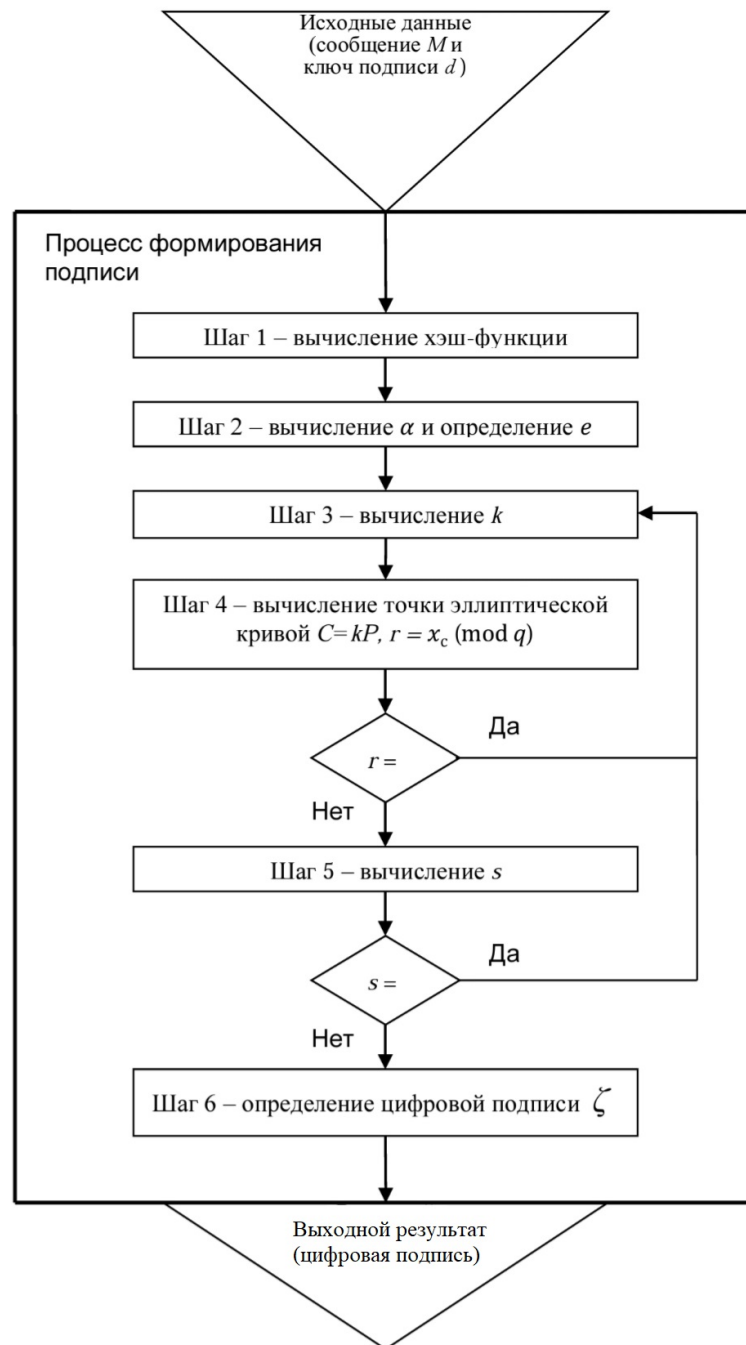 Исходные данные
(сообщение M и
ключ подписи d )
Процесс формирования
подписи
Шаг 1 – вычисление хэш-функции
Шаг 2 – вычисление α и определение e
Шаг 3 – вычисление k
Шаг 4 – вычисление точки эллиптической
кривой C= kP, r = x_c (mod q)
Да
r =
Нет
Шаг 5 – вычисление s
Да
s =
Нет
Шаг 6 – определение цифровой подписи ζ
Выходной результат
(цифровая подпись)